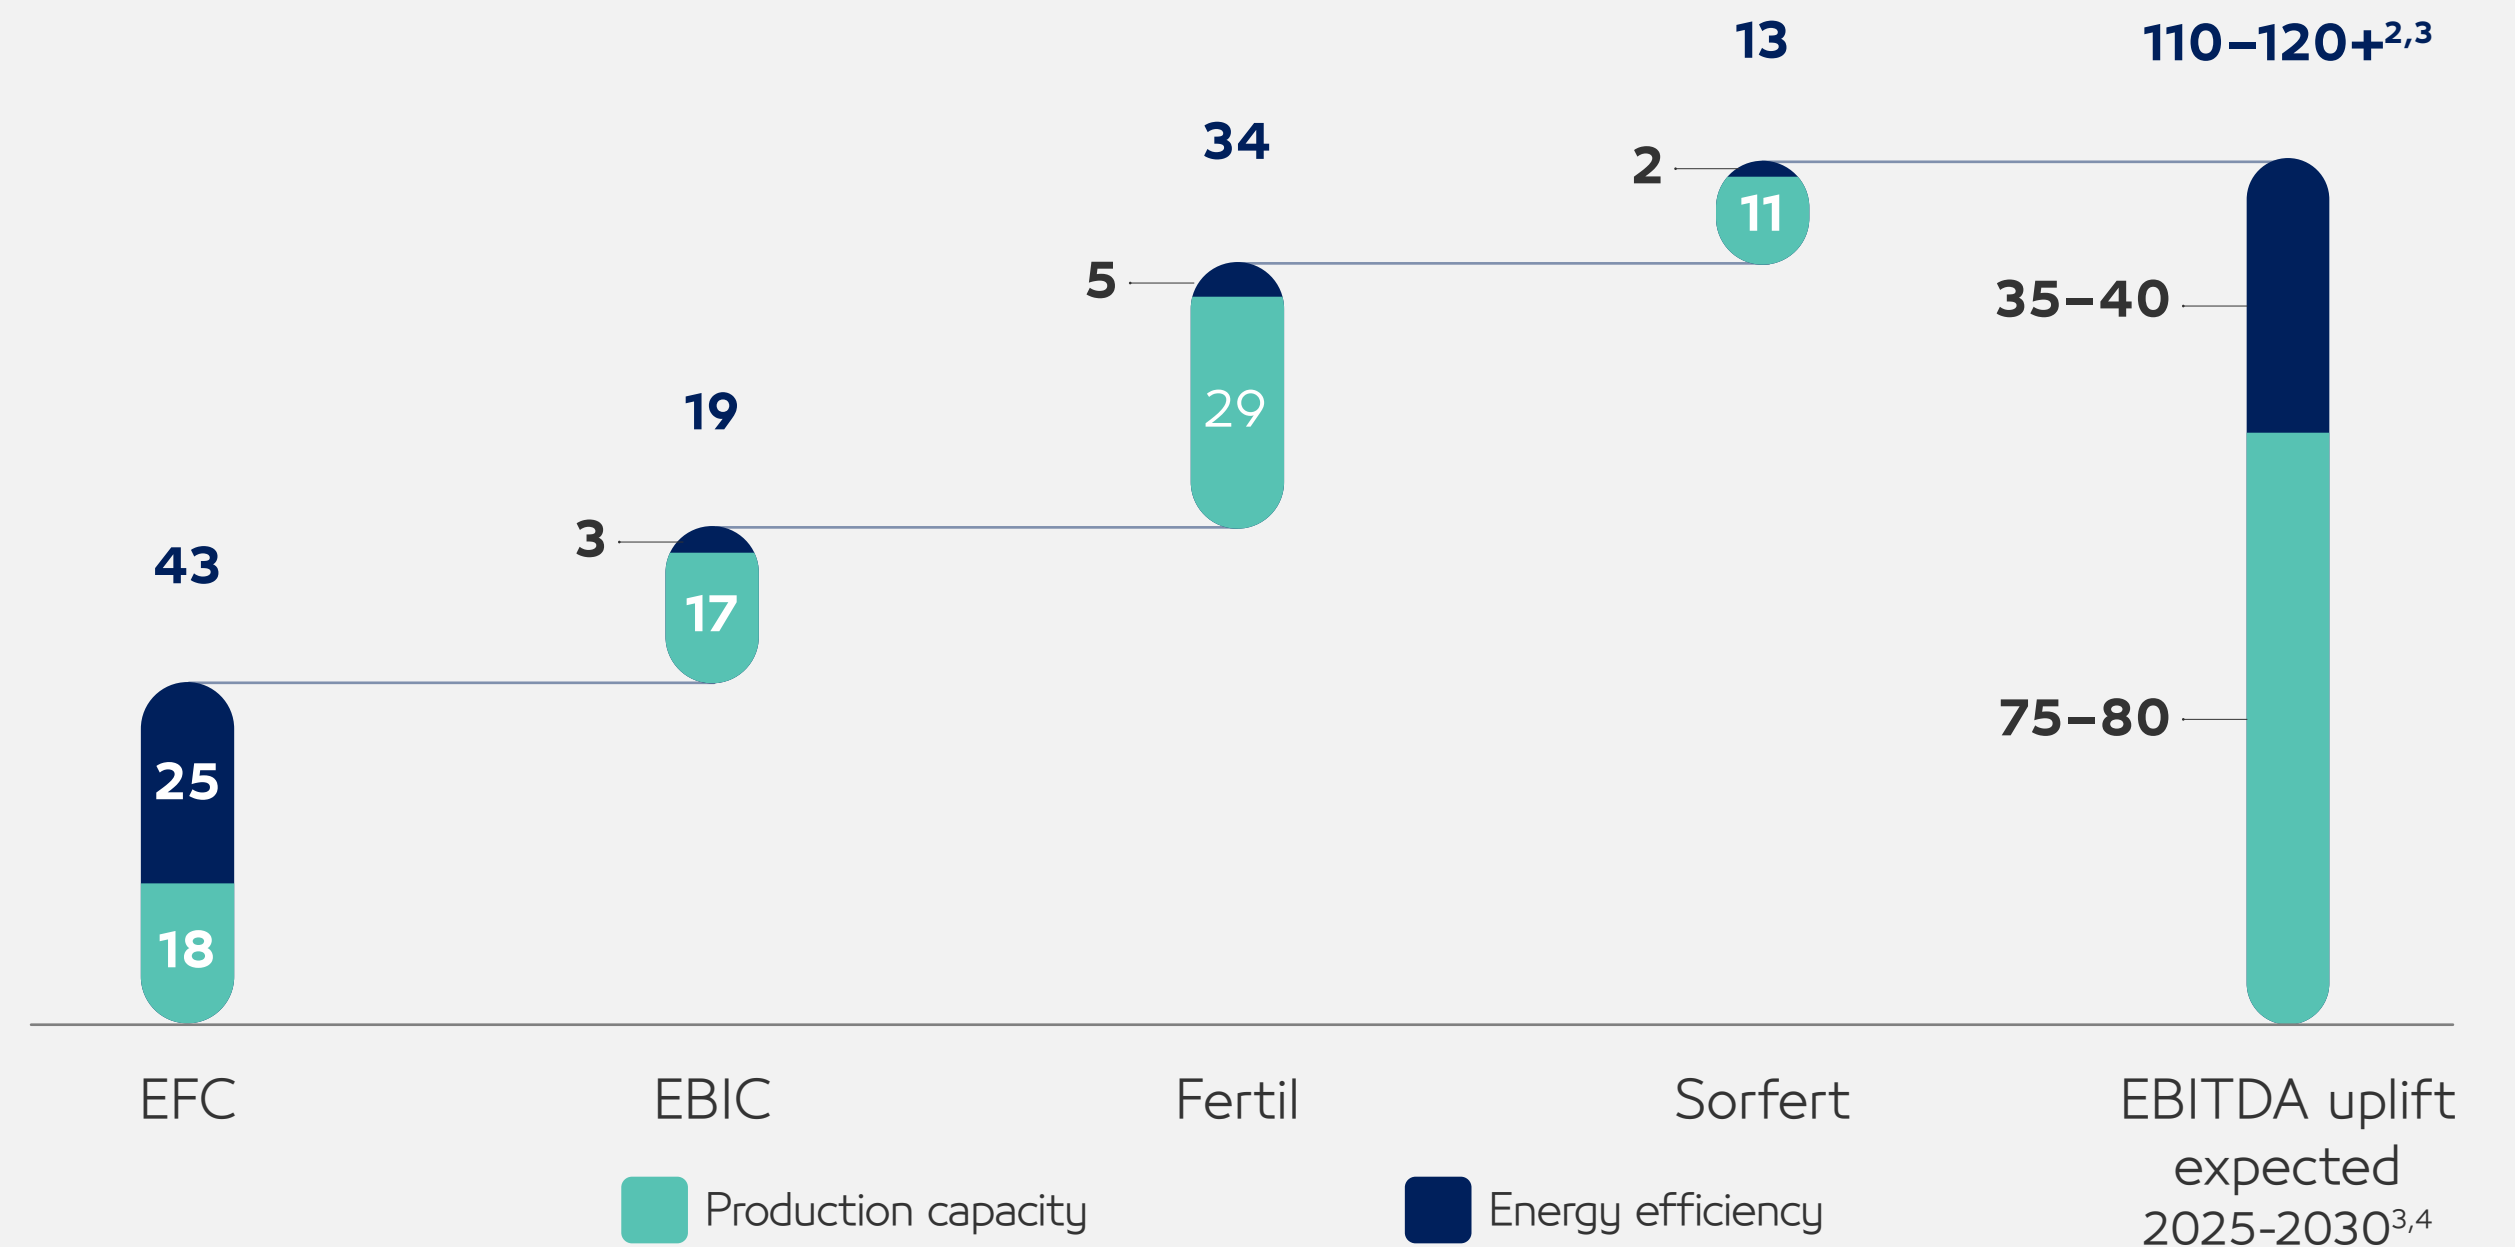 13
110–120+2,3
34
2
11
5
35–40
29
19
3
43
17
75–80
25
18
EFC
EBIC
Fertil
Sorfert
EBITDA uplift
expected
2025-20303,4
Production capacity
Energy efficiency